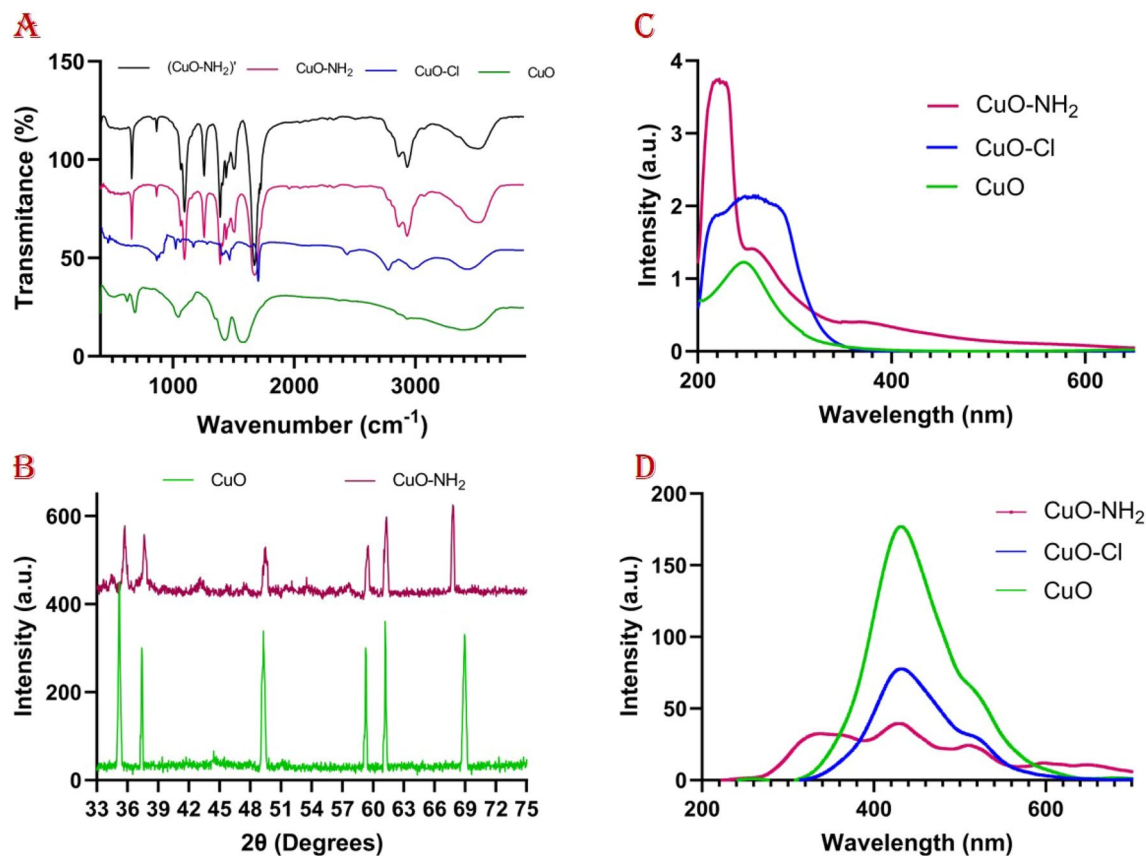 A
(CuO-NH₂)' CuO-NH₂ CuO-Cl CuO
150
100
50
0
Transmitance (%)
1000 2000 3000
Wavenumber (cm⁻¹)
C
CuO-NH₂
CuO-Cl
CuO
4
3
2
1
0
Intensity (a.u.)
200 400 600
Wavelength (nm)
B
CuO CuO-NH₂
600
400
200
0
Intensity (a.u.)
33 36 39 42 45 48 51 54 57 60 63 66 69 72 75
2θ (Degrees)
D
CuO-NH₂
CuO-Cl
CuO
200
150
100
50
0
Intensity (a.u.)
200 400 600
Wavelength (nm)